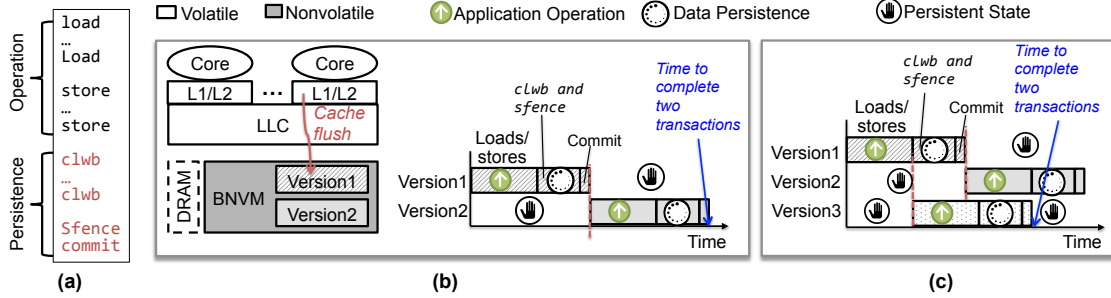 Volatile
Nonvolatile
Application Operation
Data Persistence
Persistent State
Operation
Persistence
load
…
Load
store
…
store
clwb
…
clwb
Sfence
commit
(a)
Core
Core
L1/L2
...
L1/L2
LLC
Cache
flush
DRAM
BNVM
Version1
Version2
clwb and
sfence
Time to
complete
two
transactions
Loads/
stores
Commit
Version1
Version2
Time
(b)
clwb and
sfence
Time to
complete
two
transactions
Loads/
stores
Commit
Version1
Version2
Version3
Time
(c)